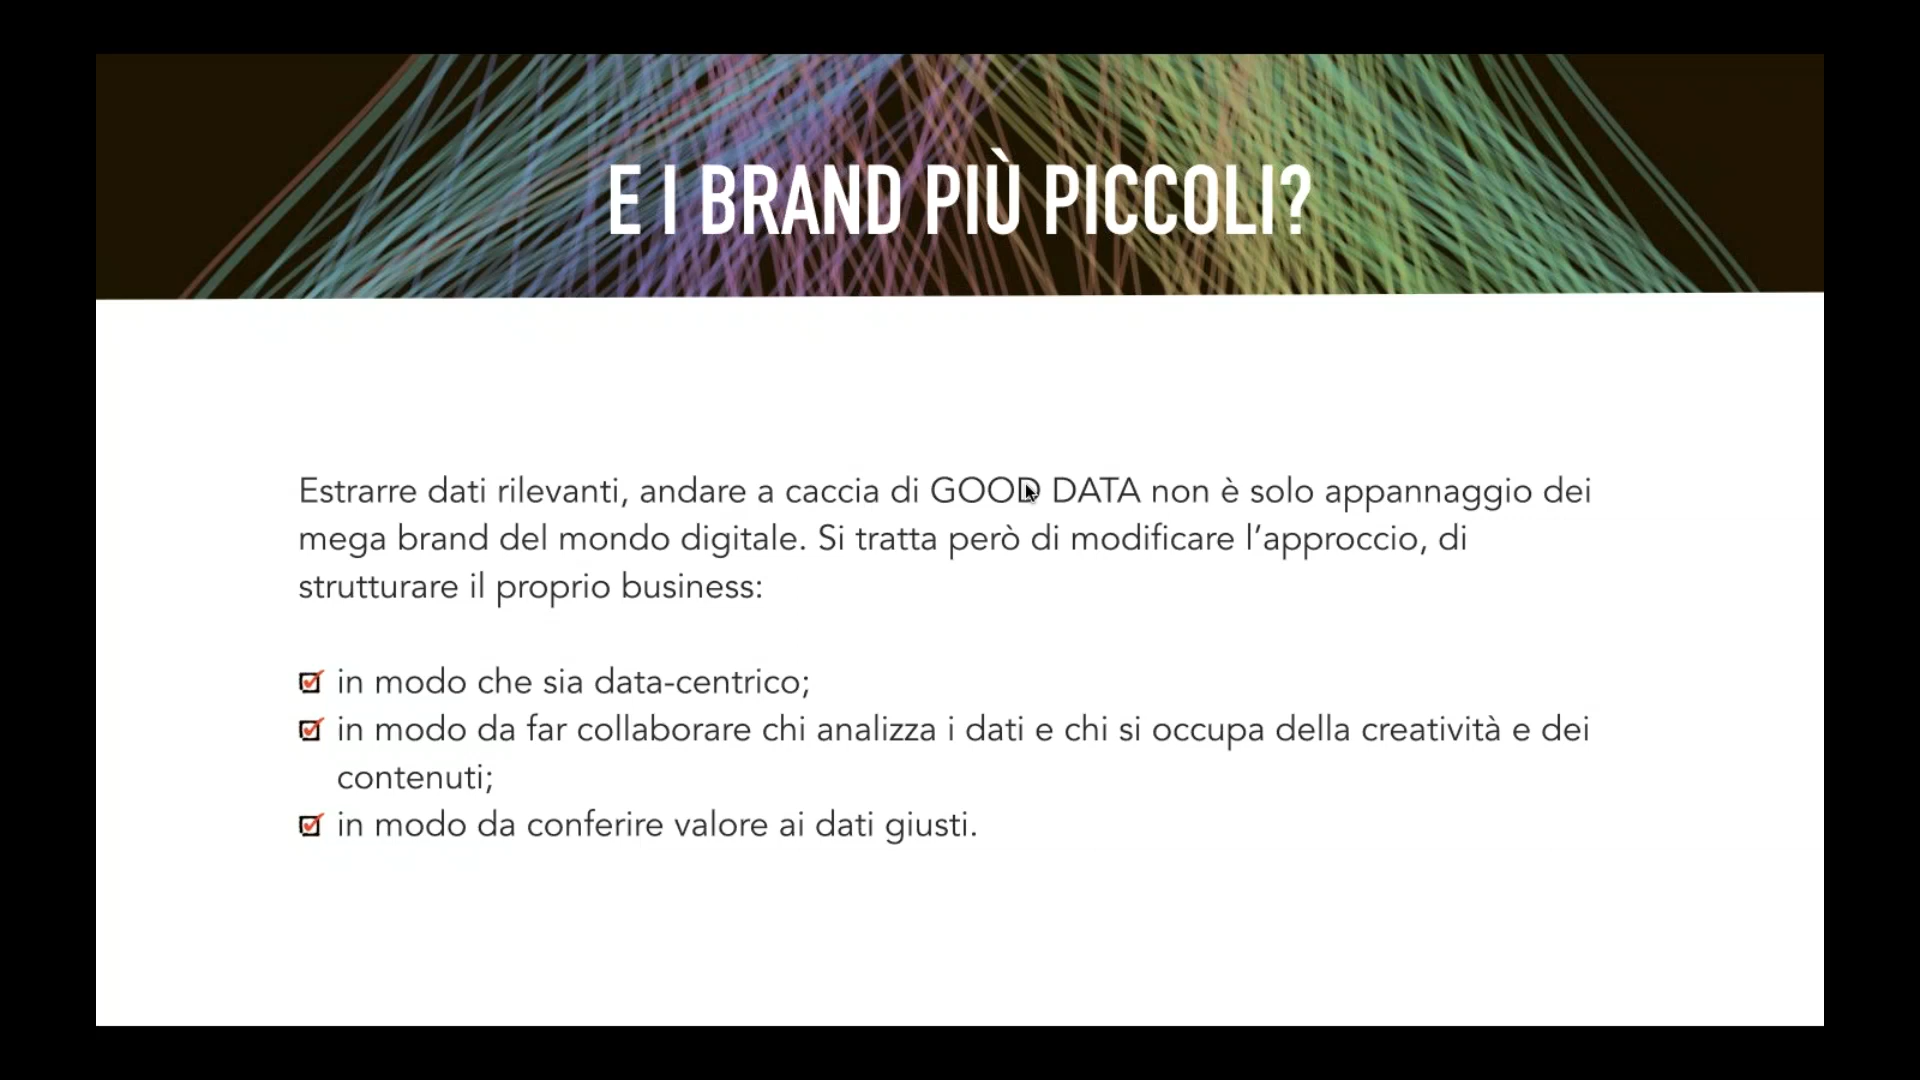 E I BRAND PIÙ PICCOLI?
Estrarre dati rilevanti, andare a caccia di GOOD DATA non è solo appannaggio dei
mega brand del mondo digitale. Si tratta però di modificare l’approccio, di
strutturare il proprio business:
in modo che sia data-centrico;
in modo da far collaborare chi analizza i dati e chi si occupa della creatività e dei
contenuti;
in modo da conferire valore ai dati giusti.